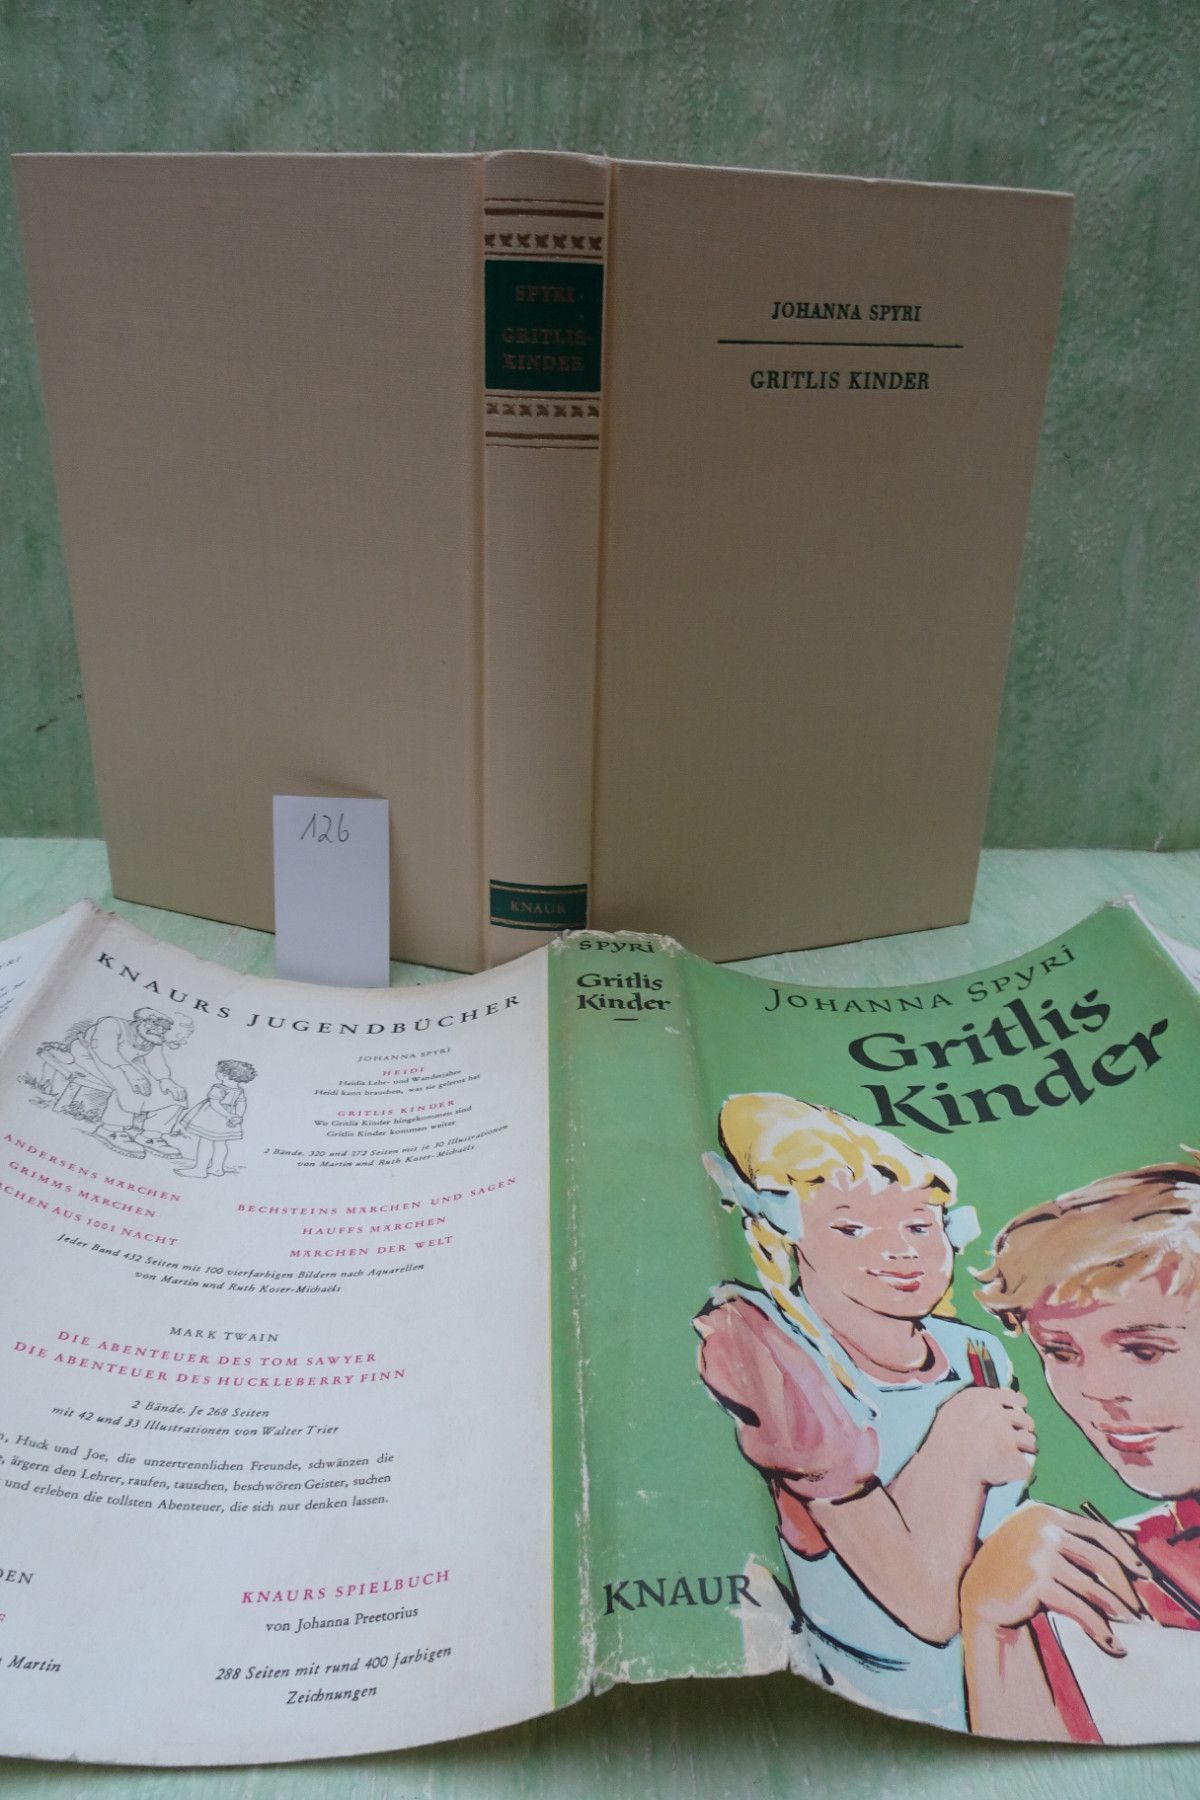 SPYRI
GRITLIS-
KINDER
KNAUR
JOHANNA SPYRI
GRITLIS KINDER
126
KNAURS JUGENDBÜCHER
JOHANNA SPYRI
HEIDI
Heidis Lehr- und Wanderjahre
Heidi kann brauchen, was sie gelernt hat
GRITLIS KINDER
Wo Gritlis Kinder hingekommen sind
Gritlis Kinder kommen weiter
2 Bände. 320 und 272 Seiten mit je 30 Illustrationen
von Martin und Ruth Koser-Michaëls
ANDERSENS MÄRCHEN
GRIMMS MÄRCHEN
AUS 1001 NACHT
BECHSTEINS MÄRCHEN UND SAGEN
HAUFFS MÄRCHEN
MÄRCHEN DER WELT
Jeder Band 432 Seiten mit 100 vierfarbigen Bildern nach Aquarellen
von Martin und Ruth Koser-Michaëls
MARK TWAIN
DIE ABENTEUER DES TOM SAWYER
DIE ABENTEUER DES HUCKLEBERRY FINN
2 Bände. Je 268 Seiten
mit 42 und 33 Illustrationen von Walter Trier
Huck und Joe, die unzertrennlichen Freunde, schwänzen die
ärgern den Lehrer, raufen, tauschen, beschwören Geister, suchen
und erleben die tollsten Abenteuer, die sich nur denken lassen.
Martin
KNAURS SPIELBUCH
von Johanna Preetorius
288 Seiten mit rund 400 farbigen
Zeichnungen
SPYRI
Gritlis
Kinder
KNAUR
JOHANNA SPYRI
Gritlis
Kinder